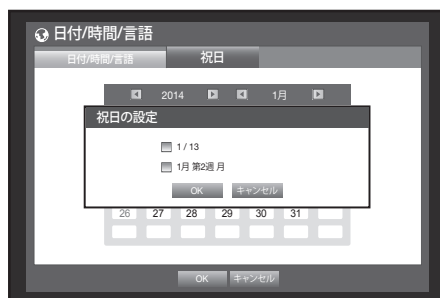 日付/時間/言語
日付/時間/言語 祝日
2014 1月
祝日の設定
1 / 13
1月 第2週 月
OK キャンセル
26 27 28 29 30 31
OK キャンセル